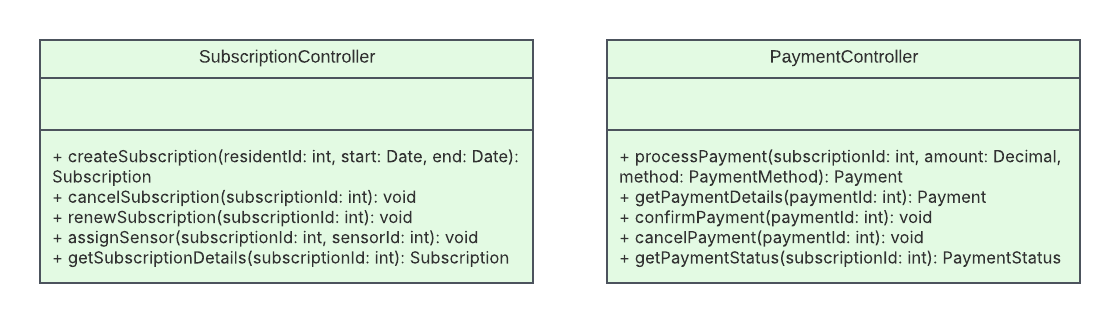 SubscriptionController
+ createSubscription(residentId: int, start: Date, end: Date):
Subscription
+ cancelSubscription(subscriptionId: int): void
+ renewSubscription(subscriptionId: int): void
+ assignSensor(subscriptionId: int, sensorId: int): void
+ getSubscriptionDetails(subscriptionId: int): Subscription
PaymentController
+ processPayment(subscriptionId: int, amount: Decimal,
method: PaymentMethod): Payment
+ getPaymentDetails(paymentId: int): Payment
+ confirmPayment(paymentId: int): void
+ cancelPayment(paymentId: int): void
+ getPaymentStatus(subscriptionId: int): PaymentStatus